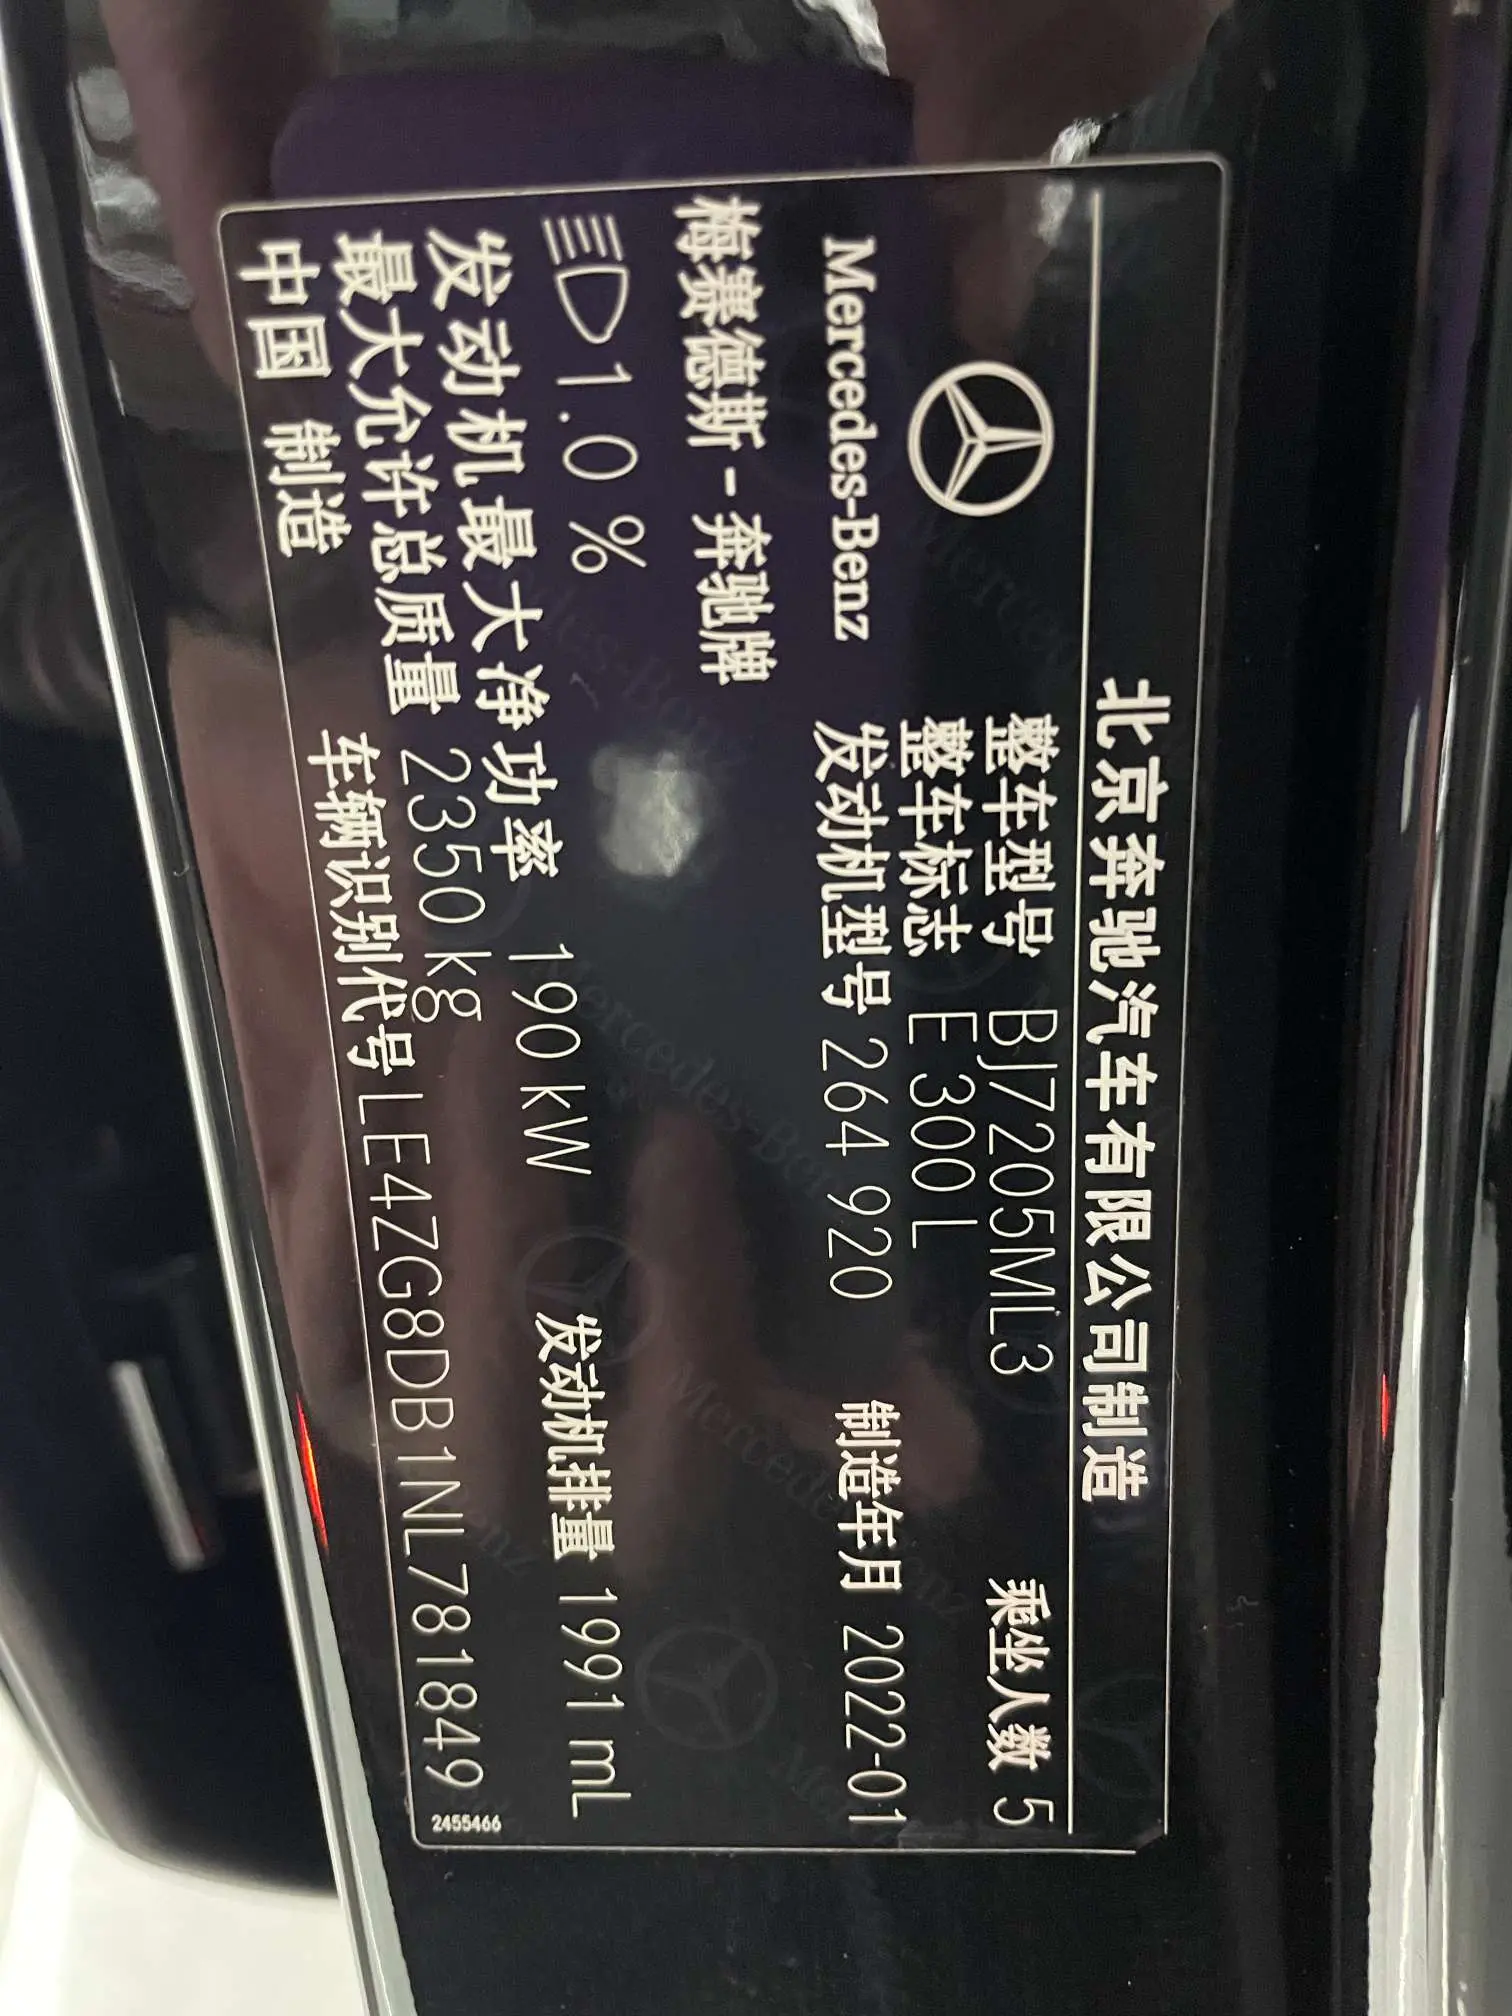 北京奔驰汽车有限公司制造
Mercedes-Benz
整车型号 BJ7205ML3 乘坐人数 5
整车标志 E 300 L
发动机型号 264 920 制造年月 2022-01
梅赛德斯-奔驰牌
1.0 %
发动机最大净功率 190 kW 发动机排量 1991 mL
最大允许总质量 2350 kg
中国 制造 车辆识别代号 LE4ZG8DB1NL781849
2455466